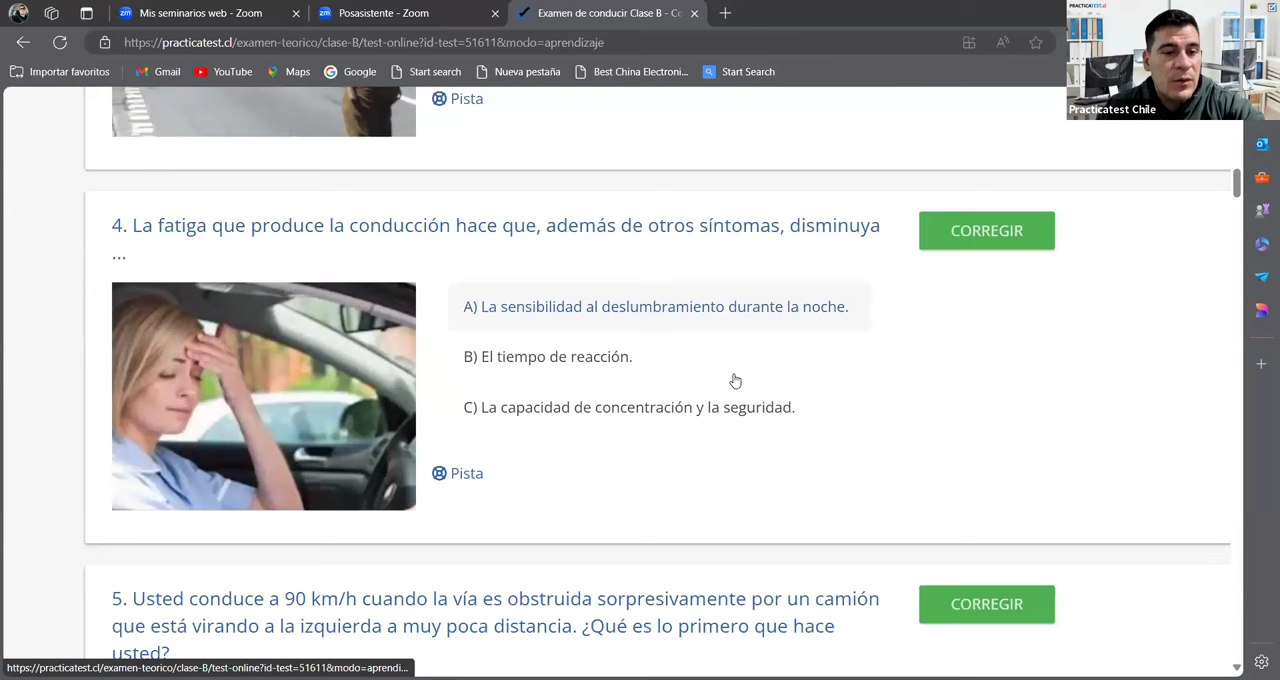 Mis seminarios web - Zoom
Posasistente - Zoom
Examen de conducir Clase B - Co
https://practicatest.cl/examen-teorico/clase-B/test-online?id-test=51611&modo=aprendizaje
Importar favoritos
Gmail
YouTube
Maps
Google
Start search
Nueva pestaña
Best China Electroni...
Start Search
PRACTICATEST.cl
Practicatest Chile
Pista
4. La fatiga que produce la conducción hace que, además de otros síntomas, disminuya
...
CORREGIR
A) La sensibilidad al deslumbramiento durante la noche.
B) El tiempo de reacción.
C) La capacidad de concentración y la seguridad.
Pista
5. Usted conduce a 90 km/h cuando la vía es obstruida sorpresivamente por un camión
que está virando a la izquierda a muy poca distancia. ¿Qué es lo primero que hace
usted?
CORREGIR
https://practicatest.cl/examen-teorico/clase-B/test-online?id-test=51611&modo=aprendi...